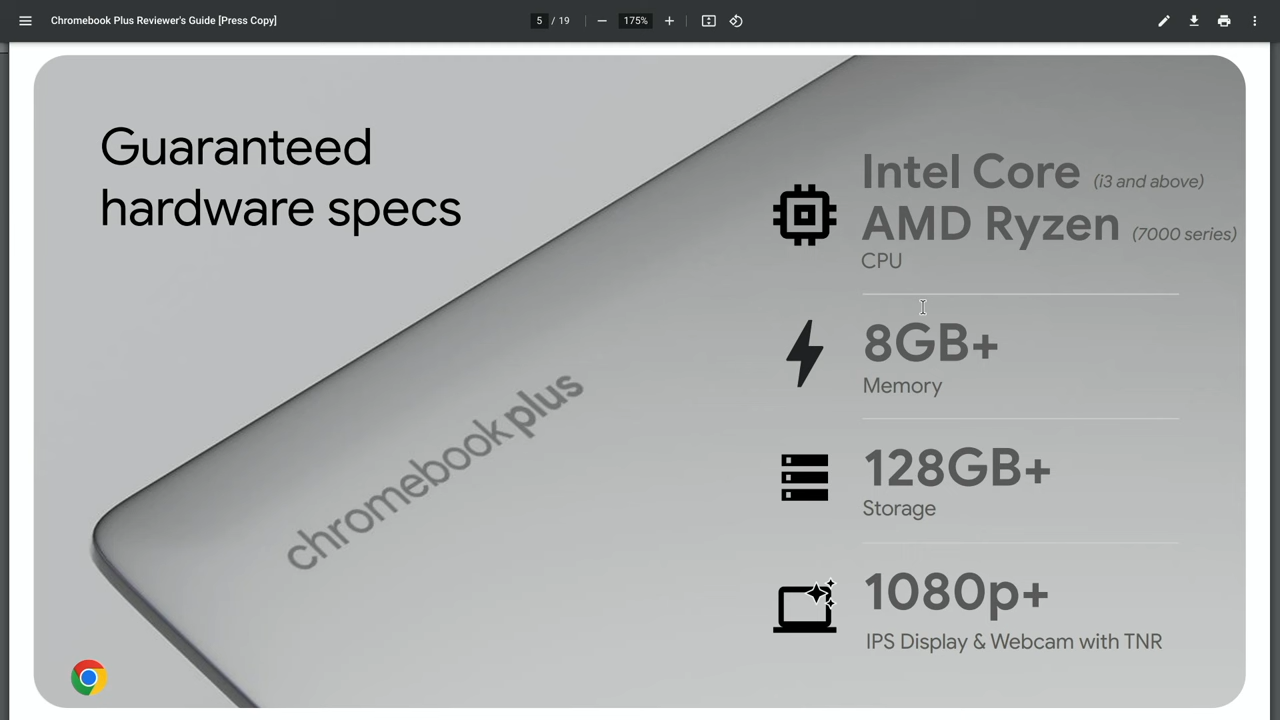 Chromebook Plus Reviewer's Guide [Press Copy]
5 / 19
175%
Guaranteed
hardware specs
Intel Core (i3 and above)
AMD Ryzen (7000 series)
CPU
8GB+
Memory
128GB+
Storage
1080p+
IPS Display & Webcam with TNR
chromebook plus